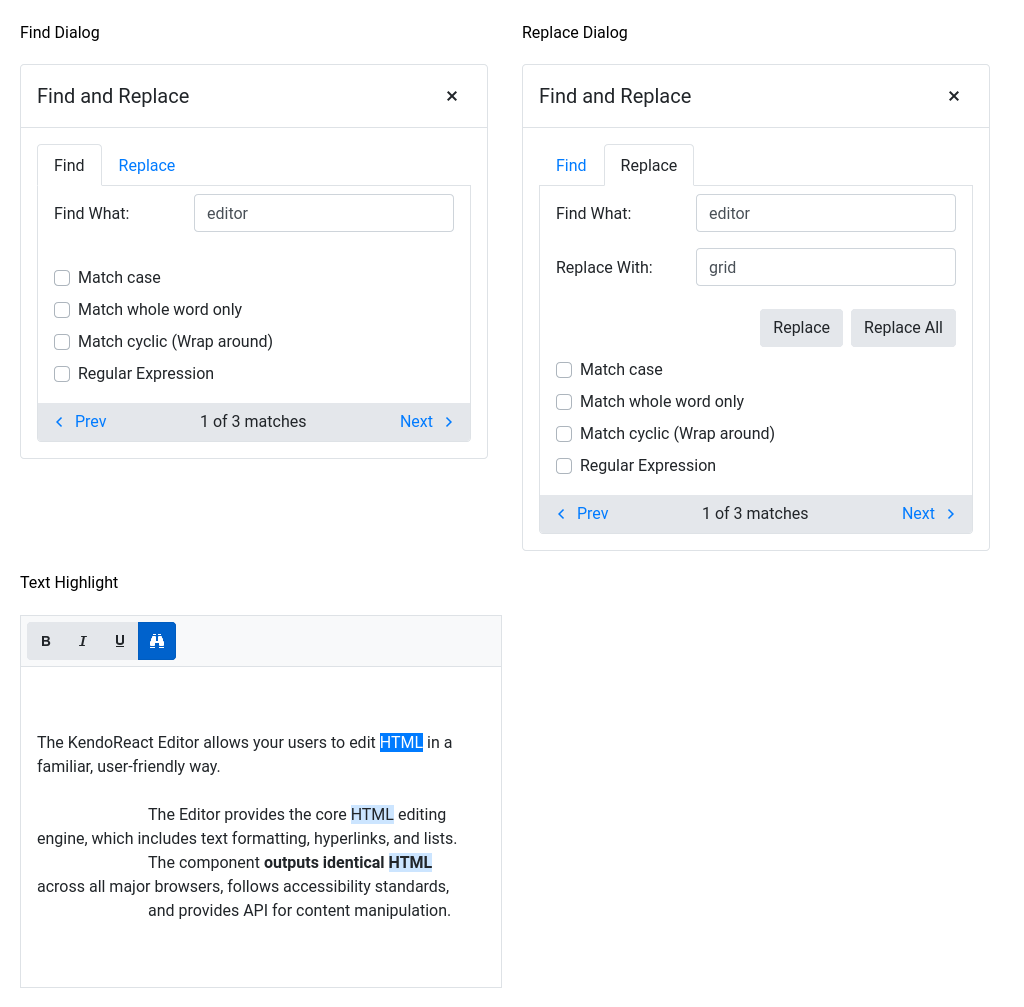 Find Dialog
Find and Replace ×
Find Replace
Find What: editor
Match case
Match whole word only
Match cyclic (Wrap around)
Regular Expression
Prev 1 of 3 matches Next
Replace Dialog
Find and Replace ×
Find Replace
Find What: editor
Replace With: grid
Replace Replace All
Match case
Match whole word only
Match cyclic (Wrap around)
Regular Expression
Prev 1 of 3 matches Next
Text Highlight
B I U
The KendoReact Editor allows your users to edit HTML in a
familiar, user-friendly way.
The Editor provides the core HTML editing
engine, which includes text formatting, hyperlinks, and lists.
The component outputs identical HTML
across all major browsers, follows accessibility standards,
and provides API for content manipulation.